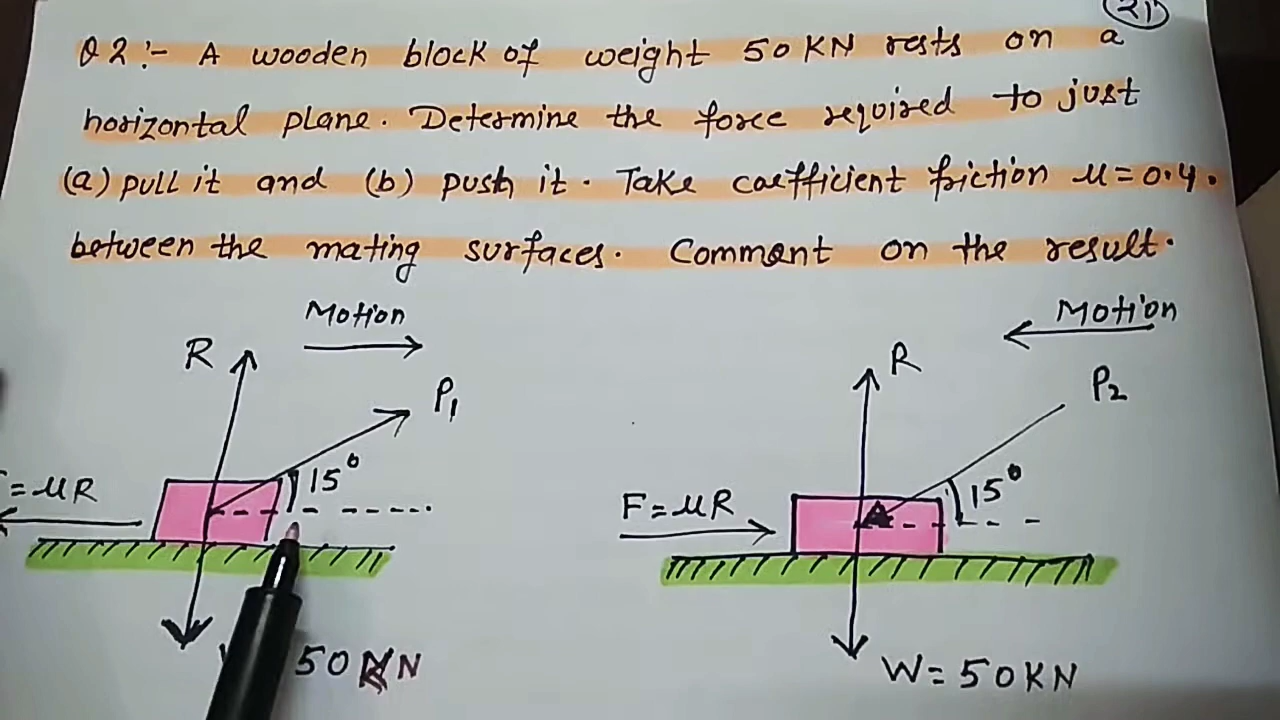 21
Q2:- A wooden block of weight 50KN rests on a
horizontal plane. Determine the force required to just
(a) pull it and (b) push it. Take coefficient friction μ=0.4.
between the mating surfaces. Comment on the result.
Motion
Motion
R
P1
R
P2
15°
15°
=μR
F=μR
50KN
W=50KN